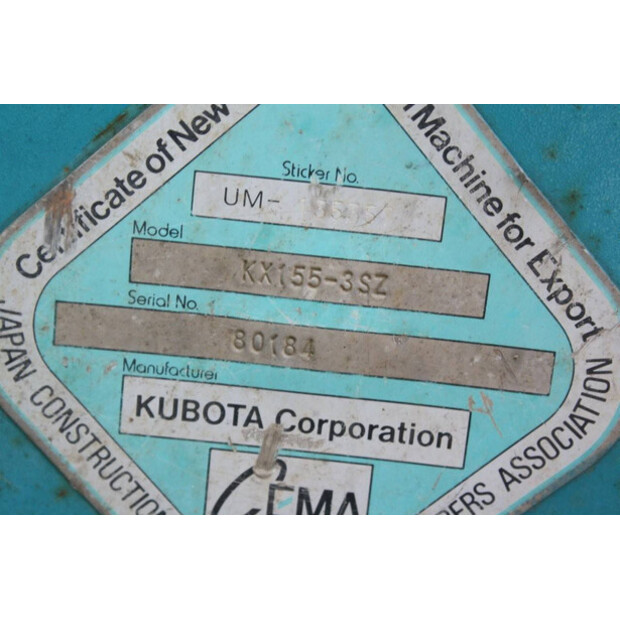 Certificate of New
Machine for Export
Sticker No.
UM-
Model
KX155-3SZ
Serial No.
80184
Manufacturer
KUBOTA Corporation
CEMA
JAPAN CONSTRUCTION
ASSOCIATION